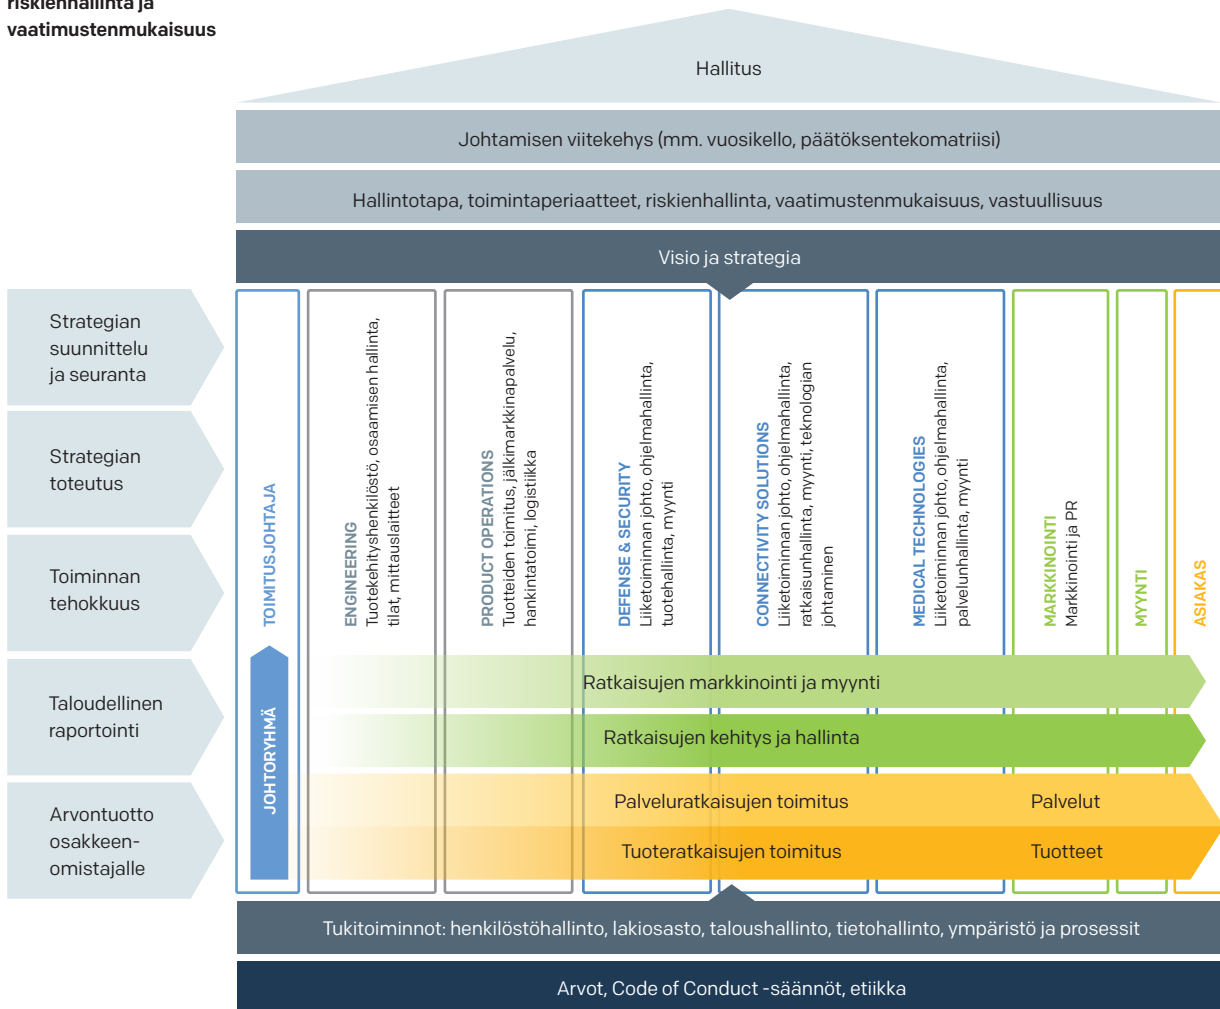 riskienhallinta ja
vaatimustenmukaisuus
Hallitus
Johtamisen viitekehys (mm. vuosikello, päätöksentekomatriisi)
Hallintotapa, toimintaperiaatteet, riskienhallinta, vaatimustenmukaisuus, vastuullisuus
Visio ja strategia
Strategian
suunnittelu
ja seuranta
Strategian
toteutus
Toiminnan
tehokkuus
Taloudellinen
raportointi
Arvontuotto
osakkeen-
omistajalle
TOIMITUSJOHTAJA
JOHTORYHMÄ
ENGINEERING
Tuotekehityshenkilöstö, osaamisen hallinta,
tilat, mittauslaitteet
PRODUCT OPERATIONS
Tuotteiden toimitus, jälkimarkkinapalvelu,
hankintatoimi, logistiikka
DEFENSE & SECURITY
Liiketoiminnan johto, ohjelmahallinta,
tuotehallinta, myynti
CONNECTIVITY SOLUTIONS
Liiketoiminnan johto, ohjelmahallinta,
ratkaisunhallinta, myynti, teknologian
johtaminen
MEDICAL TECHNOLOGIES
Liiketoiminnan johto, ohjelmahallinta,
palvelunhallinta, myynti
MARKKINOINTI
Markkinointi ja PR
MYYNTI
ASIAKAS
Ratkaisujen markkinointi ja myynti
Ratkaisujen kehitys ja hallinta
Palveluratkaisujen toimitus
Palvelut
Tuoteratkaisujen toimitus
Tuotteet
Tukitoiminnot: henkilöstöhallinto, lakiosasto, taloushallinto, tietohallinto, ympäristö ja prosessit
Arvot, Code of Conduct -säännöt, etiikka